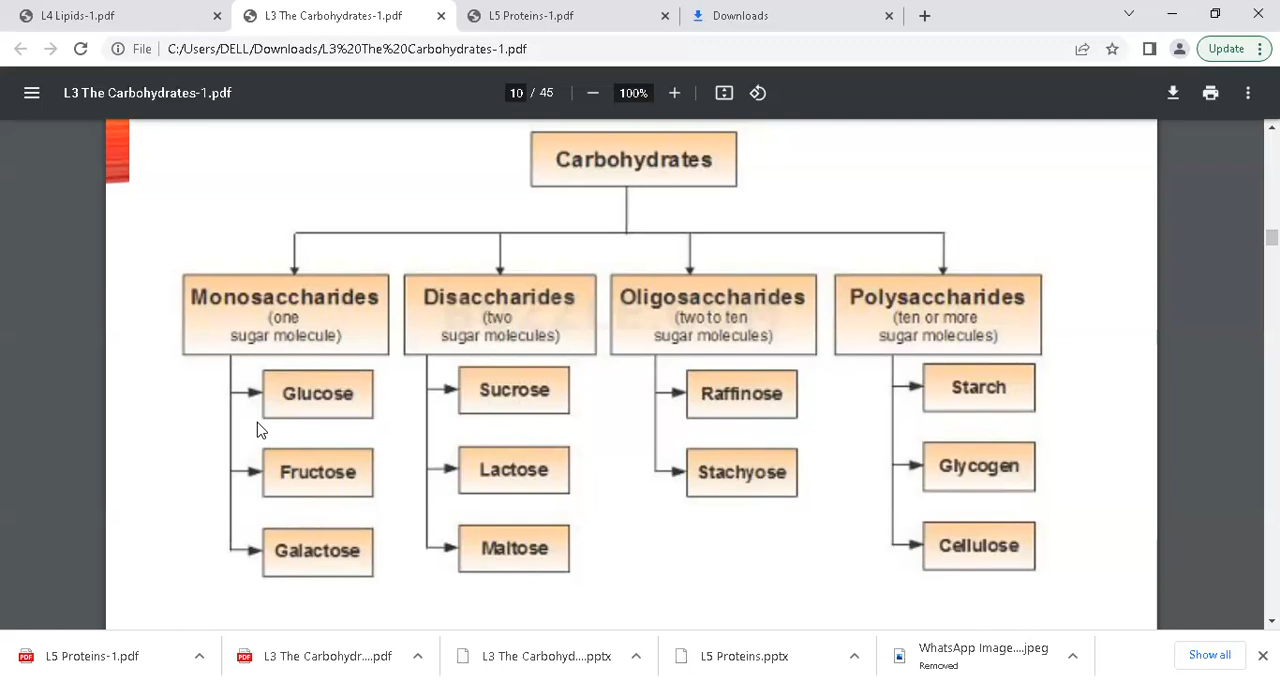 L4 Lipids-1.pdf
L3 The Carbohydrates-1.pdf
L5 Proteins-1.pdf
Downloads
File
C:/Users/DELL/Downloads/L3%20The%20Carbohydrates-1.pdf
Update
L3 The Carbohydrates-1.pdf
10 / 45
100%
Carbohydrates
Monosaccharides
(one
sugar molecule)
Disaccharides
(two
sugar molecules)
Oligosaccharides
(two to ten
sugar molecules)
Polysaccharides
(ten or more
sugar molecules)
Glucose
Fructose
Galactose
Sucrose
Lactose
Maltose
Raffinose
Stachyose
Starch
Glycogen
Cellulose
L5 Proteins-1.pdf
L3 The Carbohydr....pdf
L3 The Carbohyd....pptx
L5 Proteins.pptx
WhatsApp Image....jpeg
Removed
Show all